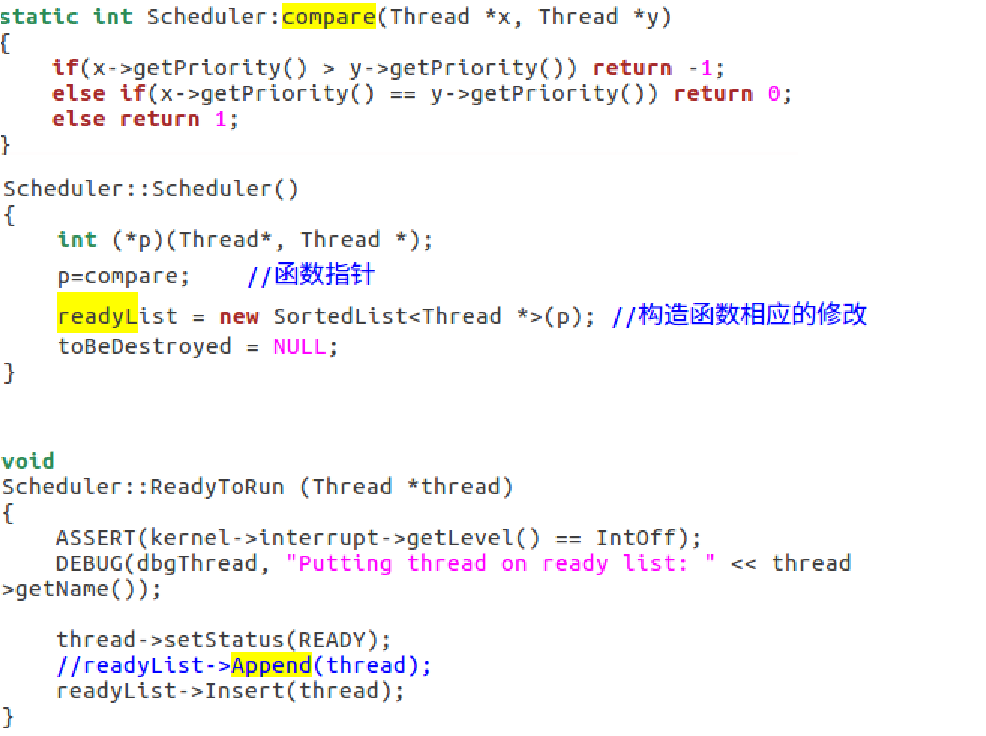 static int Scheduler:compare(Thread *x, Thread *y)
{
    if(x->getPriority() > y->getPriority()) return -1;
    else if(x->getPriority() == y->getPriority()) return 0;
    else return 1;
}
Scheduler::Scheduler()
{
    int (*p)(Thread*, Thread *);
    p=compare;    //函数指针
    readyList = new SortedList<Thread *>(p); //构造函数相应的修改
    toBeDestroyed = NULL;
}
void
Scheduler::ReadyToRun (Thread *thread)
{
    ASSERT(kernel->interrupt->getLevel() == IntOff);
    DEBUG(dbgThread, "Putting thread on ready list: " << thread
>getName());
    thread->setStatus(READY);
    //readyList->Append(thread);
    readyList->Insert(thread);
}